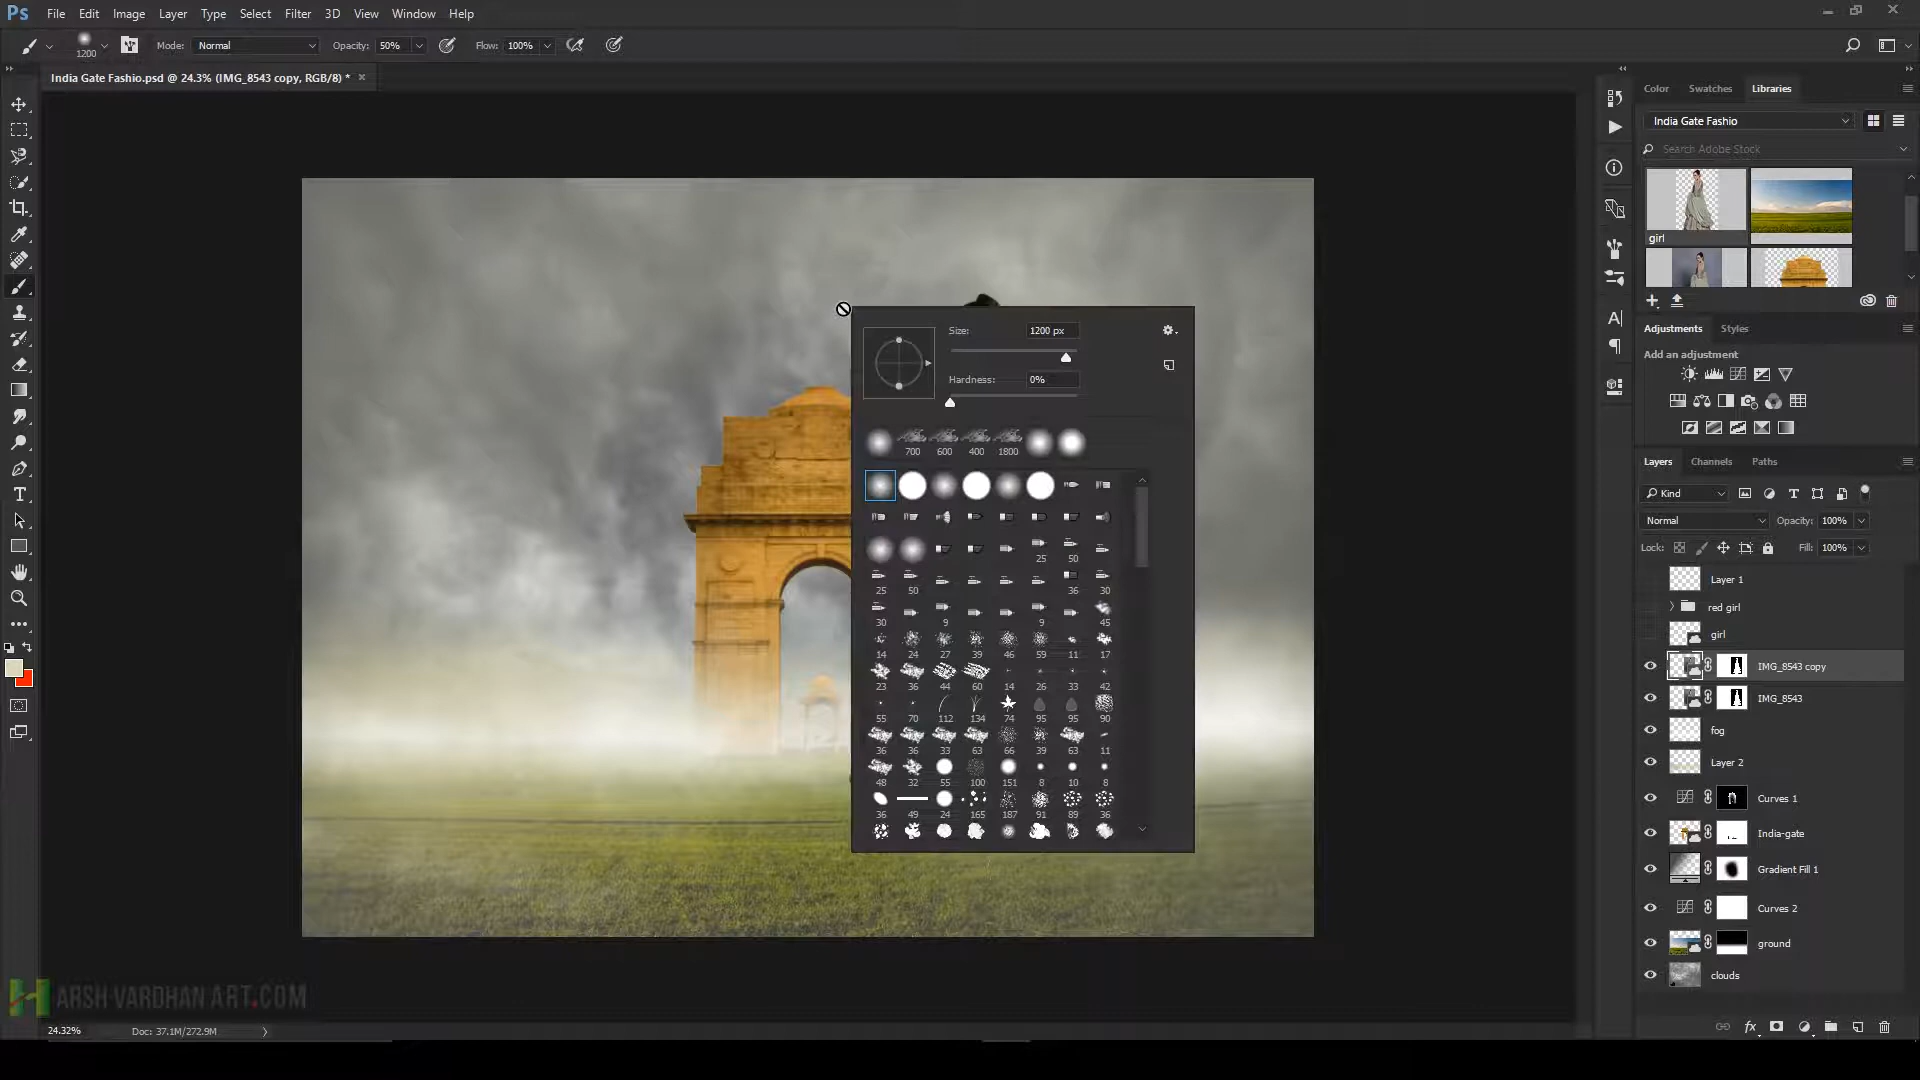 Ps File Edit Image Layer Type Select Filter 3D View Window Help
1200 Mode: Normal Opacity: 50% Flow: 100%
India Gate Fashio.psd @ 24.3% (IMG_8543 copy, RGB/8) *
Color Swatches Libraries
India Gate Fashio
Search Adobe Stock
girl
Adjustments Styles
Add an adjustment
Size: 1200 px
Hardness: 0%
700 600 400 1800
25 50
25 50 36 30
30 9 9 45
14 24 27 39 46 59 11 17
23 36 44 60 14 26 33 42
55 70 112 134 74 95 95 90
36 36 33 63 66 39 63 11
48 32 55 100 151 8 10 8
36 49 24 165 187 91 89 36
Layers Channels Paths
Kind
Normal Opacity: 100%
Lock: Fill: 100%
Layer 1
red girl
girl
IMG_8543 copy
IMG_8543
fog
Layer 2
Curves 1
India-gate
Gradient Fill 1
Curves 2
ground
clouds
H ARSH VARDHAN ART.COM
24.32% Doc: 37.1M/272.9M